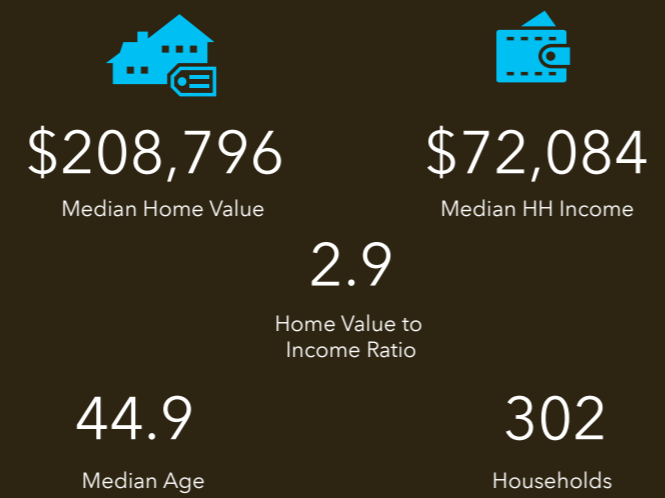 $208,796
Median Home Value
$72,084
Median HH Income
2.9
Home Value to
Income Ratio
44.9
Median Age
302
Households